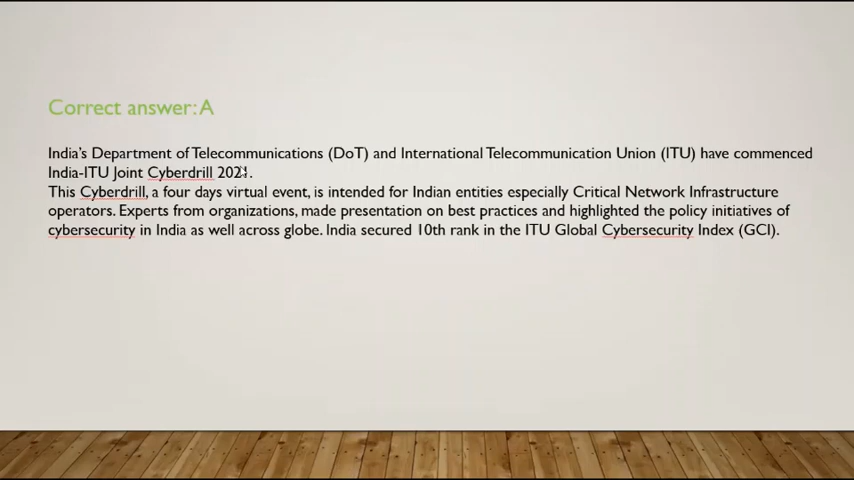 Correct answer: A
India's Department of Telecommunications (DoT) and International Telecommunication Union (ITU) have commenced
India-ITU Joint Cyberdrill 2021.
This Cyberdrill, a four days virtual event, is intended for Indian entities especially Critical Network Infrastructure
operators. Experts from organizations, made presentation on best practices and highlighted the policy initiatives of
cybersecurity in India as well across globe. India secured 10th rank in the ITU Global Cybersecurity Index (GCI).